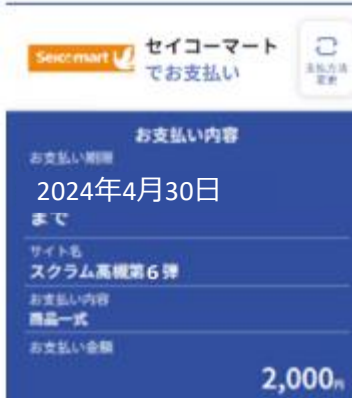 Seicomart
セイコーマート
でお支払い
支払方法
変更
お支払い内容
お支払い期限
2024年4月30日
まで
サイト名
スクラム高槻第6弾
お支払い内容
商品一式
お支払い金額
2,000円